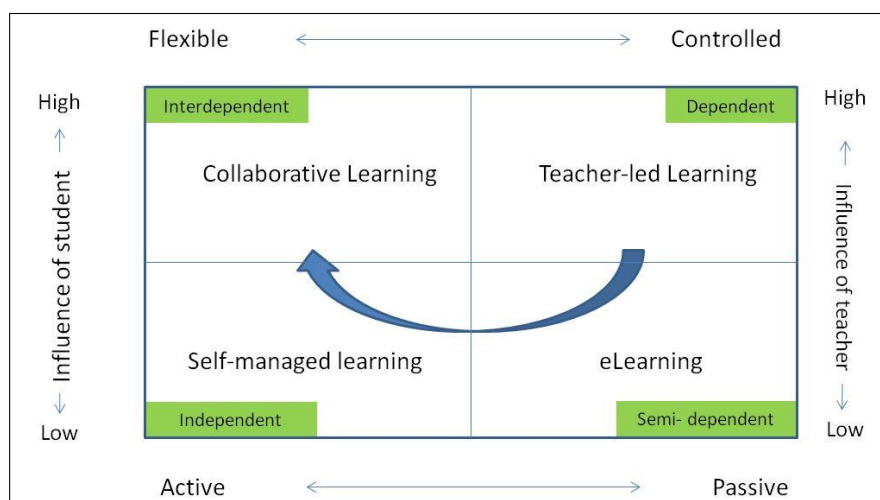 Flexible
Controlled
High
High
Interdependent
Dependent
Collaborative Learning
Teacher-led Learning
Influence of student
Influence of teacher
Self-managed learning
eLearning
Independent
Semi- dependent
Low
Low
Active
Passive